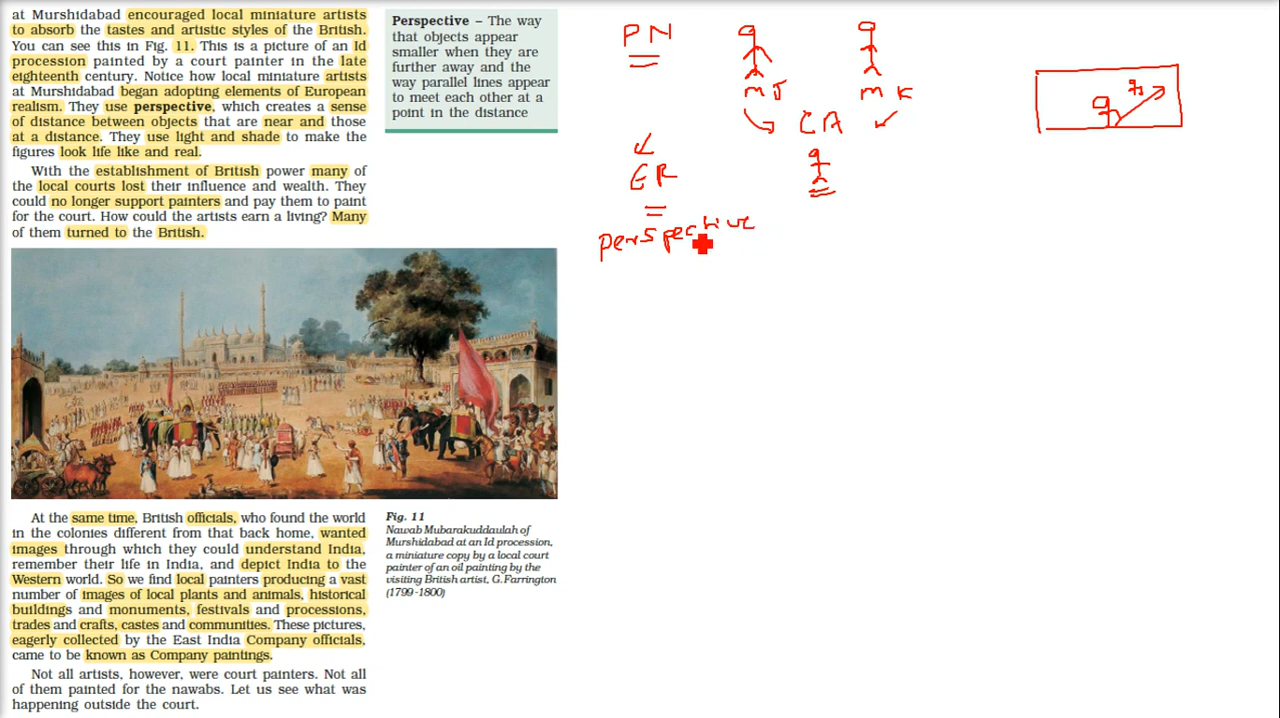 at Murshidabad encouraged local miniature artists
to absorb the tastes and artistic styles of the British.
You can see this in Fig. 11. This is a picture of an Id
procession painted by a court painter in the late
eighteenth century. Notice how local miniature artists
at Murshidabad began adopting elements of European
realism. They use perspective, which creates a sense
of distance between objects that are near and those
at a distance. They use light and shade to make the
figures look life like and real.
With the establishment of British power many of
the local courts lost their influence and wealth. They
could no longer support painters and pay them to paint
for the court. How could the artists earn a living? Many
of them turned to the British.
Perspective – The way
that objects appear
smaller when they are
further away and the
way parallel lines appear
to meet each other at a
point in the distance
PN
m J
m K
CA
ER
perspective
At the same time, British officials, who found the world
in the colonies different from that back home, wanted
images through which they could understand India,
remember their life in India, and depict India to the
Western world. So we find local painters producing a vast
number of images of local plants and animals, historical
buildings and monuments, festivals and processions,
trades and crafts, castes and communities. These pictures,
eagerly collected by the East India Company officials,
came to be known as Company paintings.
Not all artists, however, were court painters. Not all
of them painted for the nawabs. Let us see what was
happening outside the court.
Fig. 11
Nawab Mubarakuddaulah of
Murshidabad at an Id procession,
a miniature copy by a local court
painter of an oil painting by the
visiting British artist, G.Farrington
(1799-1800)